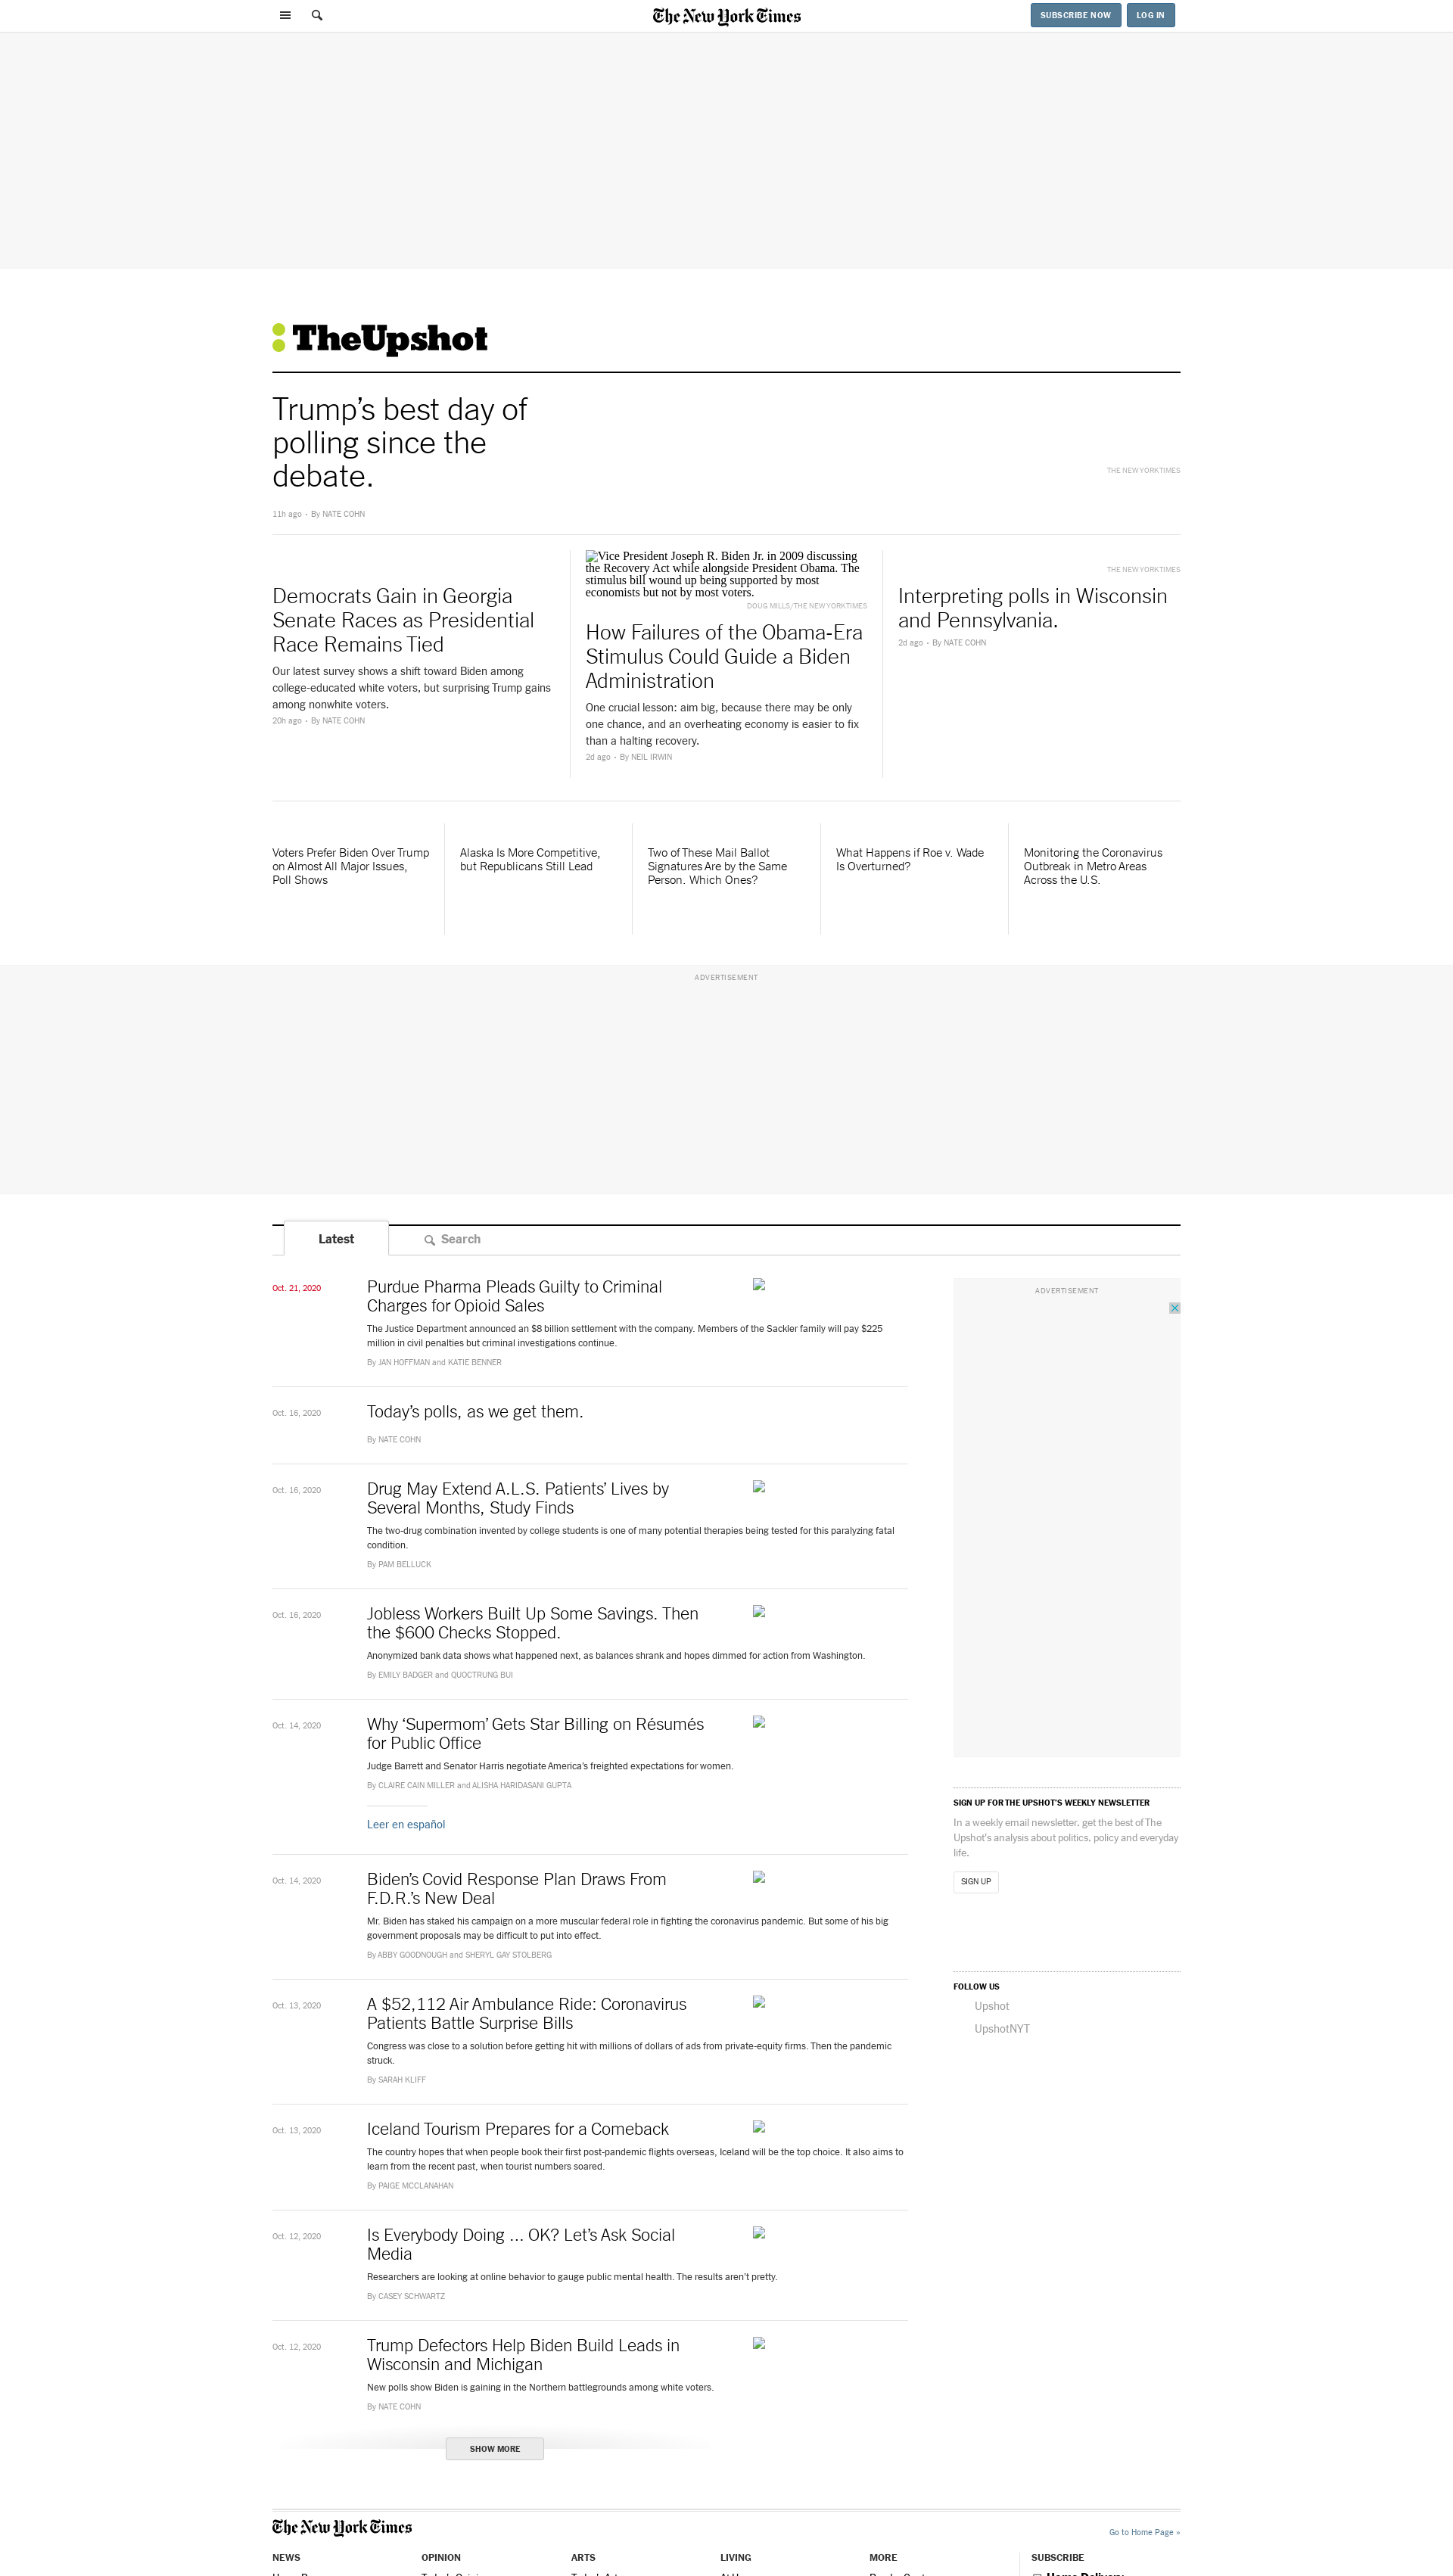 The New York Times
SUBSCRIBE NOW
LOG IN
TheUpshot
Trump’s best day of
polling since the
debate.
THE NEW YORK TIMES
11h ago • By NATE COHN
Democrats Gain in Georgia
Senate Races as Presidential
Race Remains Tied
Our latest survey shows a shift toward Biden among
college-educated white voters, but surprising Trump gains
among nonwhite voters.
20h ago • By NATE COHN
Vice President Joseph R. Biden Jr. in 2009 discussing
the Recovery Act while alongside President Obama. The
stimulus bill wound up being supported by most
economists but not by most voters.
DOUG MILLS/THE NEW YORK TIMES
How Failures of the Obama-Era
Stimulus Could Guide a Biden
Administration
One crucial lesson: aim big, because there may be only
one chance, and an overheating economy is easier to fix
than a halting recovery.
2d ago • By NEIL IRWIN
THE NEW YORK TIMES
Interpreting polls in Wisconsin
and Pennsylvania.
2d ago • By NATE COHN
Voters Prefer Biden Over Trump
on Almost All Major Issues,
Poll Shows
Alaska Is More Competitive,
but Republicans Still Lead
Two of These Mail Ballot
Signatures Are by the Same
Person. Which Ones?
What Happens if Roe v. Wade
Is Overturned?
Monitoring the Coronavirus
Outbreak in Metro Areas
Across the U.S.
ADVERTISEMENT
Latest
Search
Oct. 21, 2020
Purdue Pharma Pleads Guilty to Criminal
Charges for Opioid Sales
The Justice Department announced an $8 billion settlement with the company. Members of the Sackler family will pay $225
million in civil penalties but criminal investigations continue.
By JAN HOFFMAN and KATIE BENNER
Oct. 16, 2020
Today’s polls, as we get them.
By NATE COHN
Oct. 16, 2020
Drug May Extend A.L.S. Patients’ Lives by
Several Months, Study Finds
The two-drug combination invented by college students is one of many potential therapies being tested for this paralyzing fatal
condition.
By PAM BELLUCK
Oct. 16, 2020
Jobless Workers Built Up Some Savings. Then
the $600 Checks Stopped.
Anonymized bank data shows what happened next, as balances shrank and hopes dimmed for action from Washington.
By EMILY BADGER and QUOCTRUNG BUI
Oct. 14, 2020
Why ‘Supermom’ Gets Star Billing on Résumés
for Public Office
Judge Barrett and Senator Harris negotiate America’s freighted expectations for women.
By CLAIRE CAIN MILLER and ALISHA HARIDASANI GUPTA
Leer en español
Oct. 14, 2020
Biden’s Covid Response Plan Draws From
F.D.R.’s New Deal
Mr. Biden has staked his campaign on a more muscular federal role in fighting the coronavirus pandemic. But some of his big
government proposals may be difficult to put into effect.
By ABBY GOODNOUGH and SHERYL GAY STOLBERG
Oct. 13, 2020
A $52,112 Air Ambulance Ride: Coronavirus
Patients Battle Surprise Bills
Congress was close to a solution before getting hit with millions of dollars of ads from private-equity firms. Then the pandemic
struck.
By SARAH KLIFF
Oct. 13, 2020
Iceland Tourism Prepares for a Comeback
The country hopes that when people book their first post-pandemic flights overseas, Iceland will be the top choice. It also aims to
learn from the recent past, when tourist numbers soared.
By PAIGE MCCLANAHAN
Oct. 12, 2020
Is Everybody Doing ... OK? Let’s Ask Social
Media
Researchers are looking at online behavior to gauge public mental health. The results aren’t pretty.
By CASEY SCHWARTZ
Oct. 12, 2020
Trump Defectors Help Biden Build Leads in
Wisconsin and Michigan
New polls show Biden is gaining in the Northern battlegrounds among white voters.
By NATE COHN
SHOW MORE
ADVERTISEMENT
SIGN UP FOR THE UPSHOT’S WEEKLY NEWSLETTER
In a weekly email newsletter, get the best of The
Upshot’s analysis about politics, policy and everyday
life.
SIGN UP
FOLLOW US
Upshot
UpshotNYT
The New York Times
Go to Home Page »
NEWS
OPINION
ARTS
LIVING
MORE
SUBSCRIBE
Home Delivery